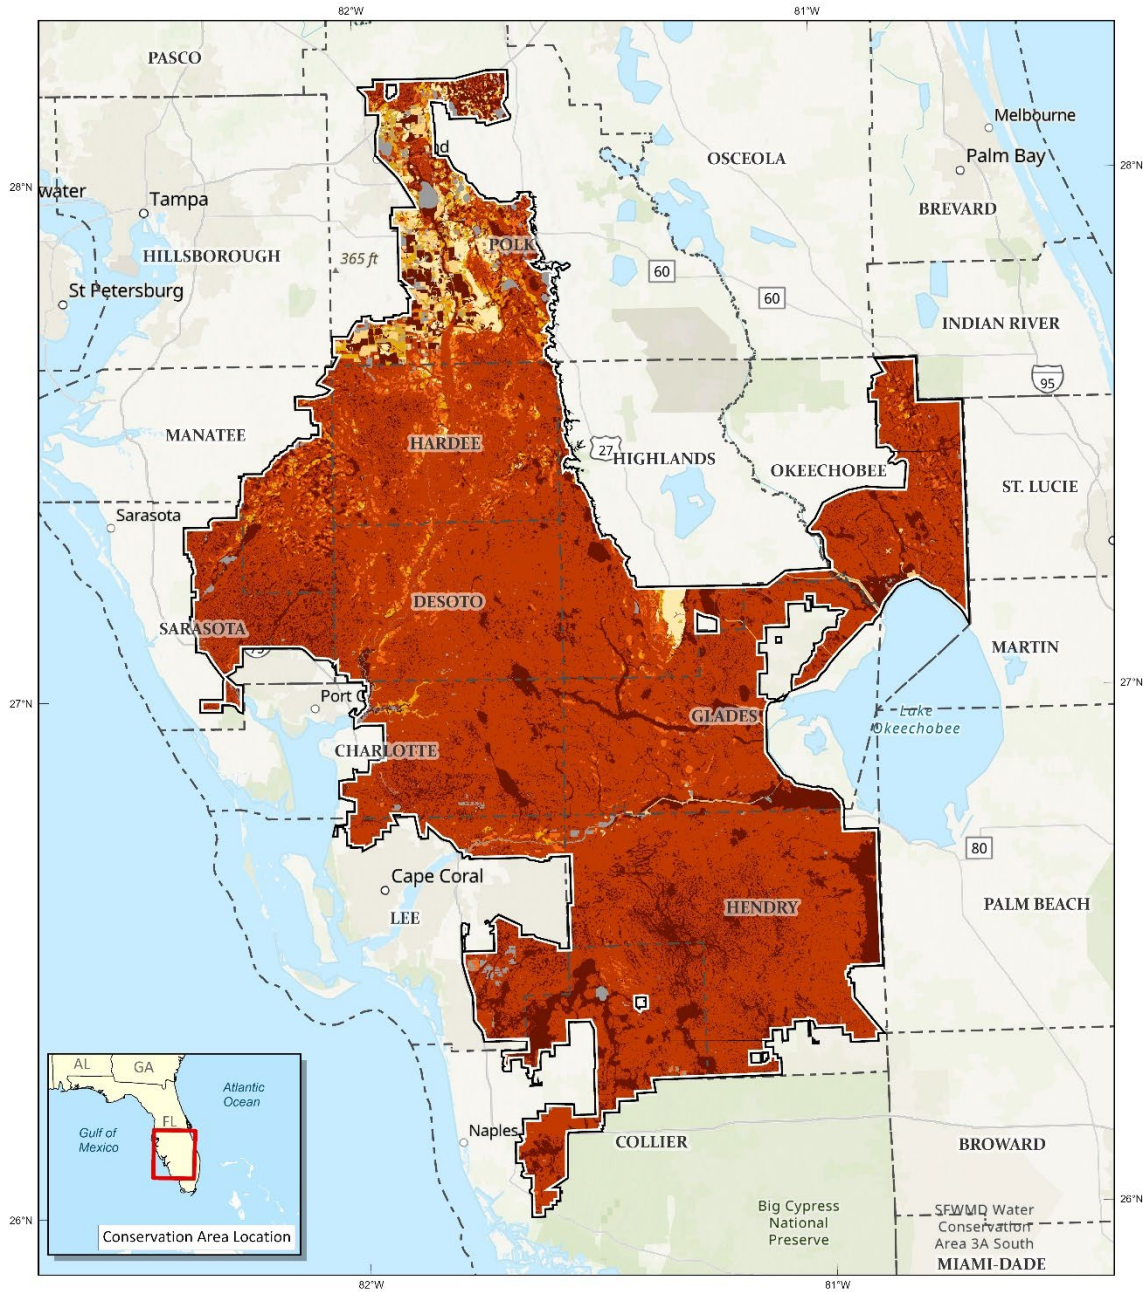 82°W
81°W
PASCO
Melbourne
nd
OSCEOLA
Palm Bay
28°N
28°N
water
Tampa
BREVARD
POLK
HILLSBOROUGH
365 ft
60
St Petersburg
60
INDIAN RIVER
95
MANATEE
HARDEE
27
HIGHLANDS
OKEECHOBEE
ST. LUCIE
Sarasota
DESOTO
SARASOTA
75
MARTIN
27°N
27°N
Port C
GLADES
Lake
Okeechobee
CHARLOTTE
80
Cape Coral
PALM BEACH
LEE
HENDRY
AL
GA
Atlantic
Ocean
FL
Gulf of
Mexico
Naples
COLLIER
BROWARD
Big Cypress
National
Preserve
SFWMD Water
Conservation
Area 3A South
26°N
26°N
Conservation Area Location
MIAMI-DADE
82°W
81°W